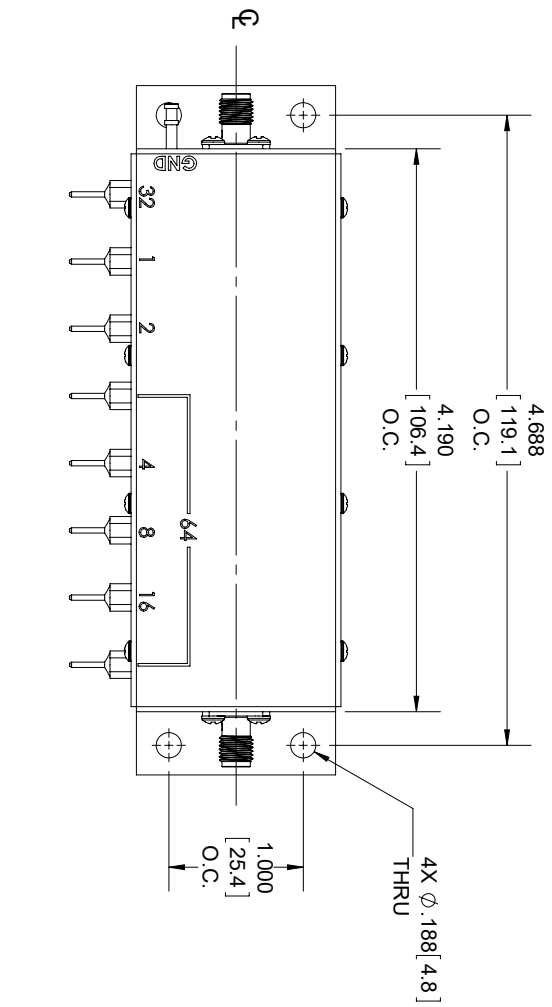 ℄
GND
32
1
2
4
8
16
64
4.688
[119.1]
O.C.
4.190
[106.4]
O.C.
1.000
[25.4]
O.C.
4X ∅.188[4.8]
THRU